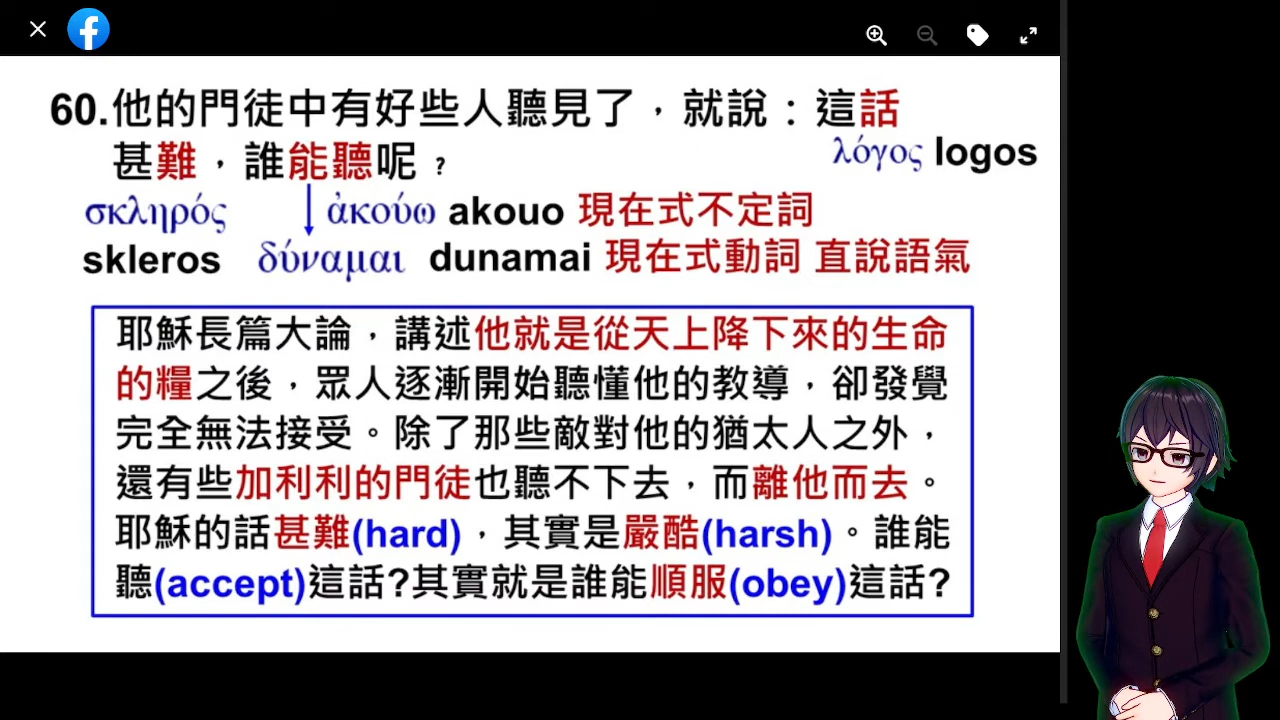 60.他的門徒中有好些人聽見了，就說：這話
甚難，誰能聽呢？
λόγος logos
σκληρός ἀκούω akouo 現在式不定詞
skleros δύναμαι dunamai 現在式動詞 直說語氣
耶穌長篇大論，講述他就是從天上降下來的生命
的糧之後，眾人逐漸開始聽懂他的教導，卻發覺
完全無法接受。除了那些敵對他的猶太人之外，
還有些加利利的門徒也聽不下去，而離他而去。
耶穌的話甚難(hard)，其實是嚴酷(harsh)。誰能
聽(accept)這話?其實就是誰能順服(obey)這話?